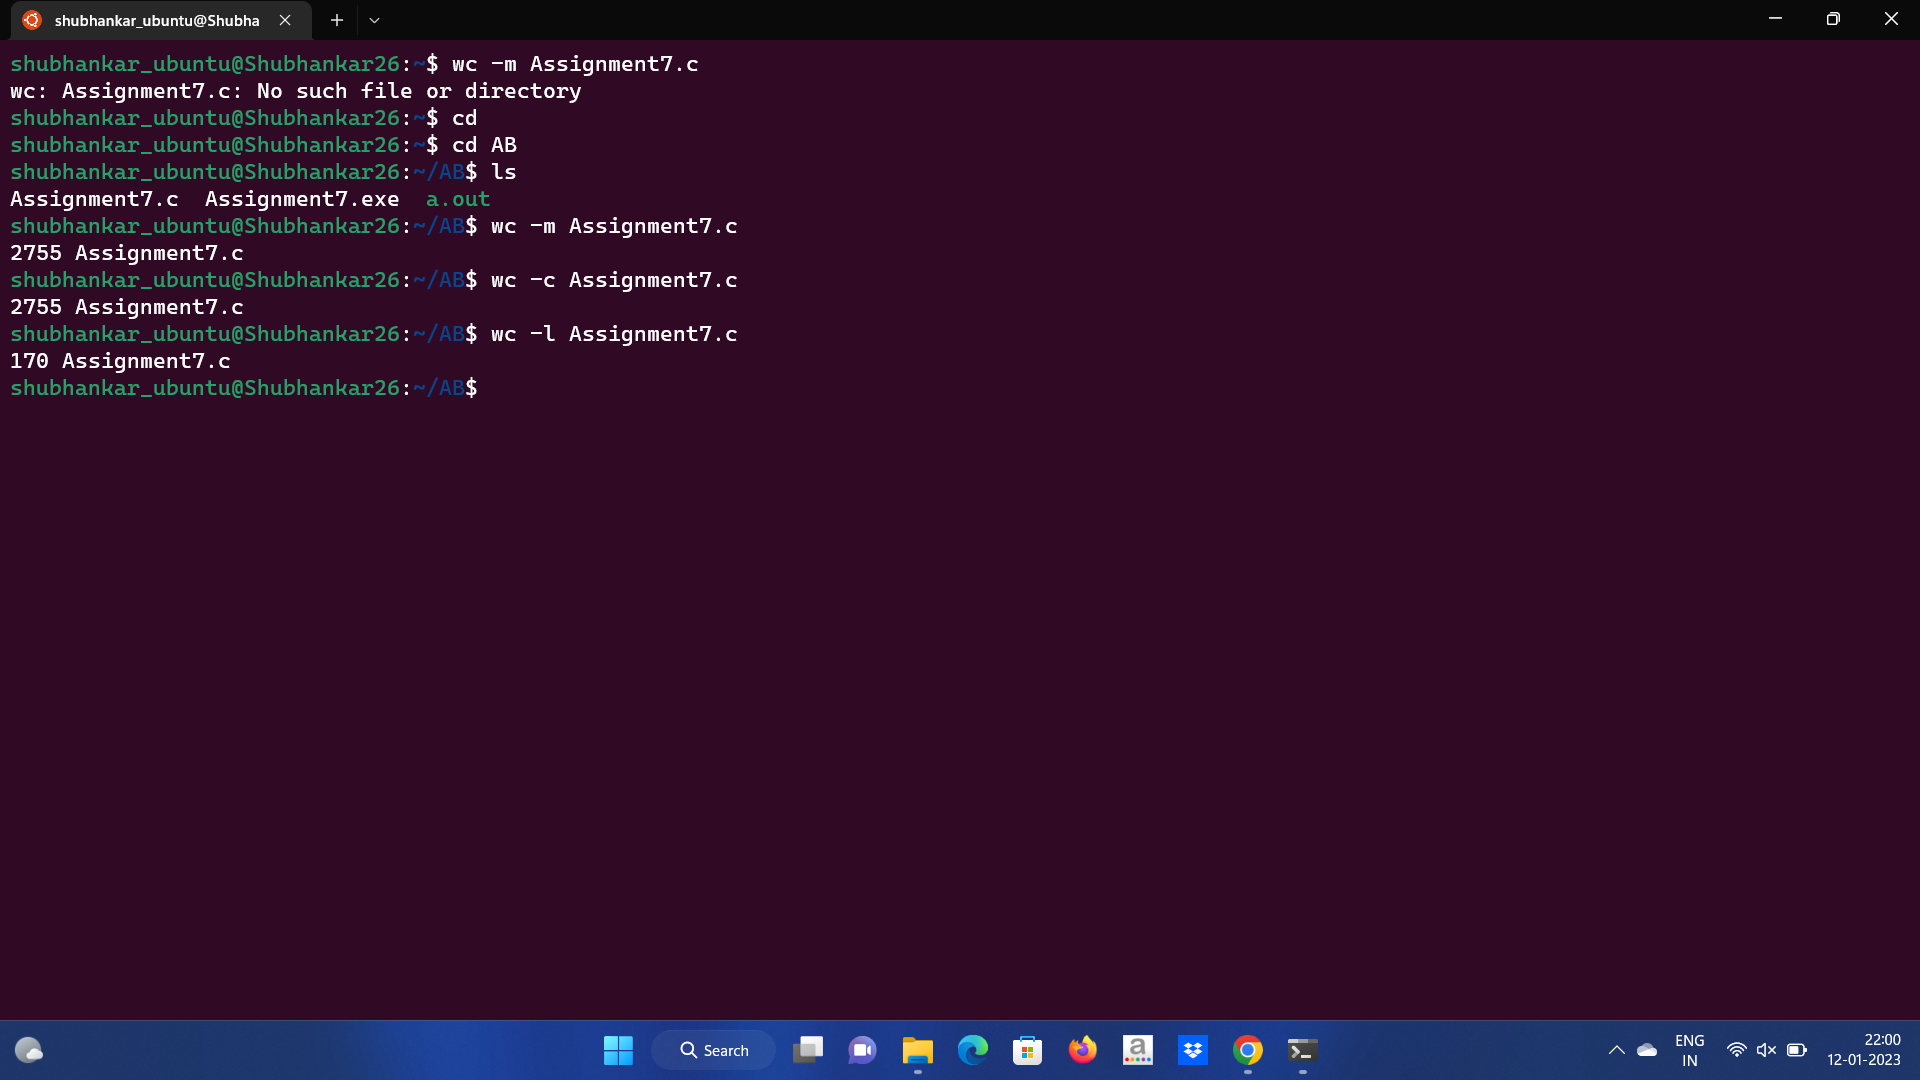 shubhankar_ubuntu@Shubha
shubhankar_ubuntu@Shubhankar26:~$ wc -m Assignment7.c
wc: Assignment7.c: No such file or directory
shubhankar_ubuntu@Shubhankar26:~$ cd
shubhankar_ubuntu@Shubhankar26:~$ cd AB
shubhankar_ubuntu@Shubhankar26:~/AB$ ls
Assignment7.c  Assignment7.exe  a.out
shubhankar_ubuntu@Shubhankar26:~/AB$ wc -m Assignment7.c
2755 Assignment7.c
shubhankar_ubuntu@Shubhankar26:~/AB$ wc -c Assignment7.c
2755 Assignment7.c
shubhankar_ubuntu@Shubhankar26:~/AB$ wc -l Assignment7.c
170 Assignment7.c
shubhankar_ubuntu@Shubhankar26:~/AB$
Search
a
ENG
IN
22:00
12-01-2023